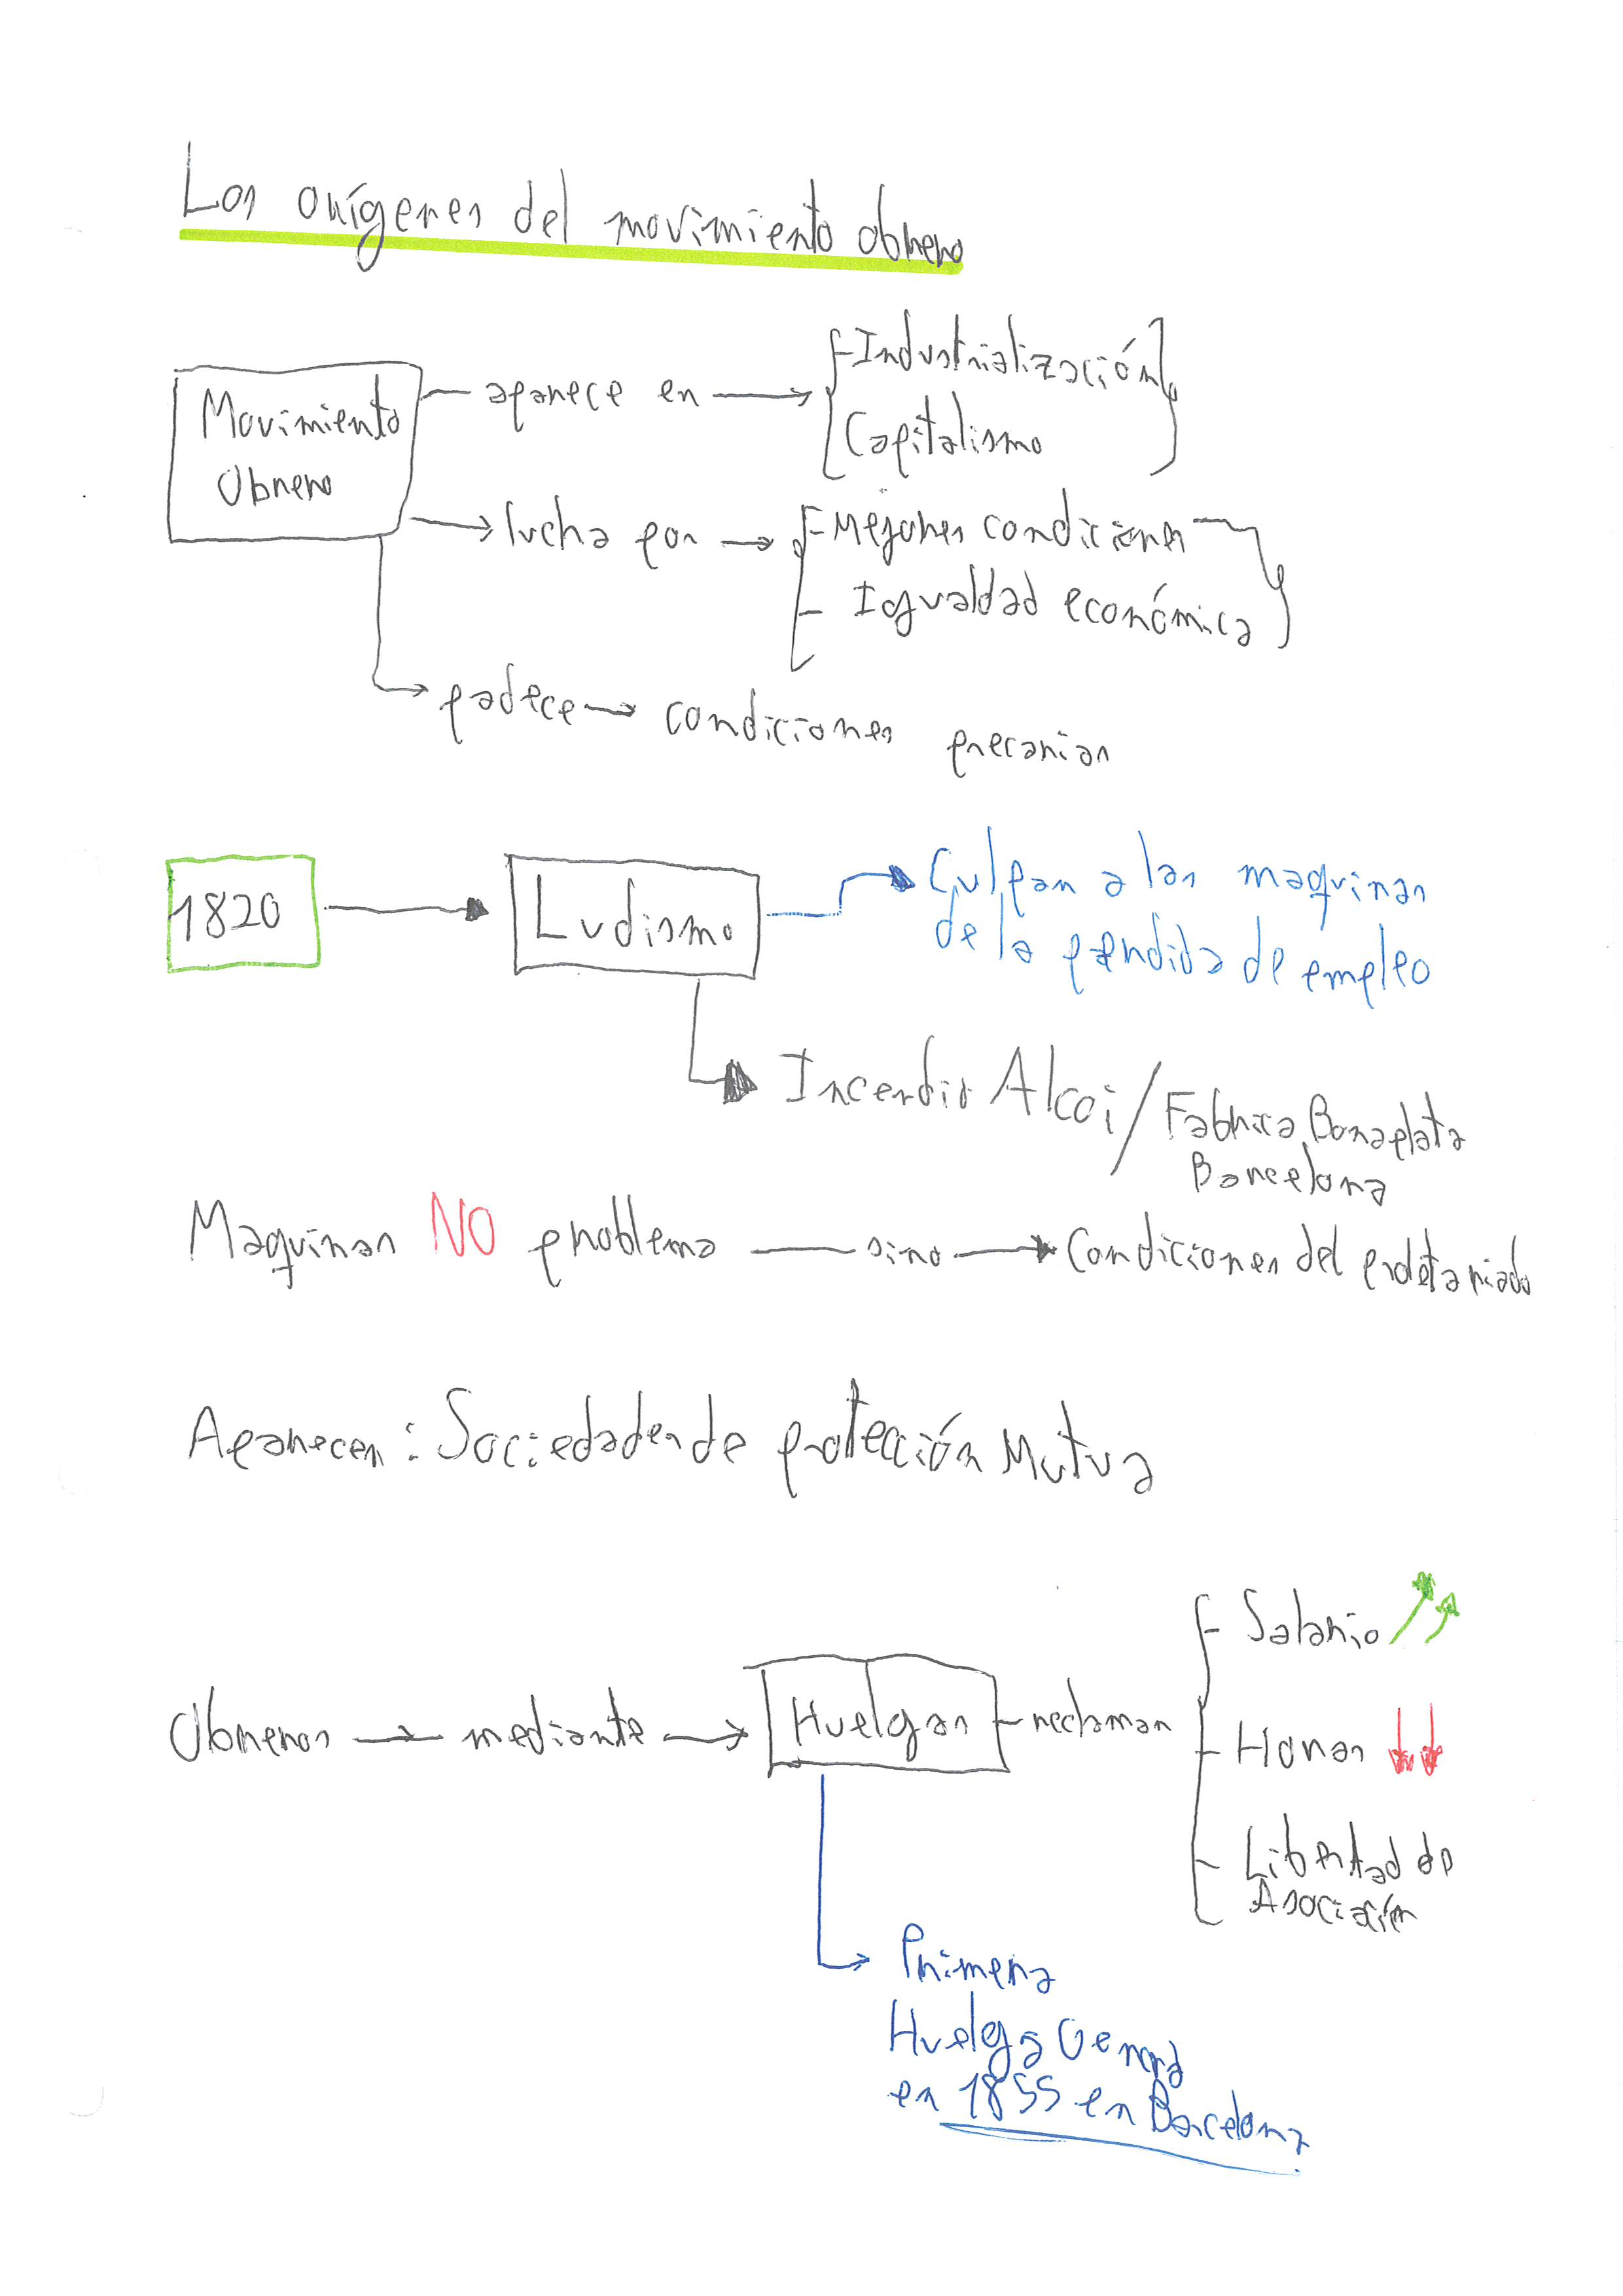 Los orígenes del movimiento obrero
Movimiento
Obrero
aparece en
- Industrialización
Capitalismo
lucha por
- Mejores condiciones
- Igualdad económica
padece
condiciones precarias
1820
Ludismo
Culpan a las maquinas
de la perdida de empleo
Incendio Alcoi / Fabrica Bonaplata
Barcelona
Maquinas NO problema sino Condiciones del proletariado
Aparecen: Sociedades de protección Mutua
Obreros mediante Huelgas reclaman
- Salario
- Horas
- Libertad de
Asociación
Primera
Huelga General
en 1855 en Barcelona